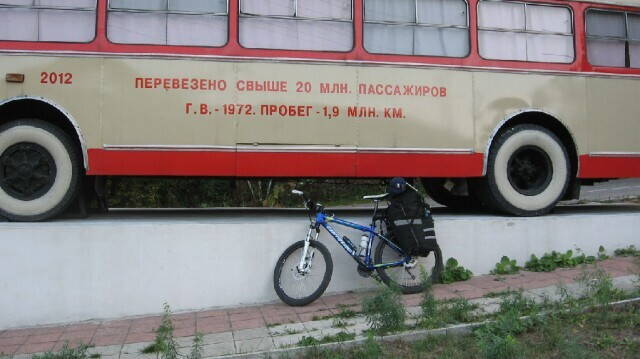 2012
ПЕРЕВЕЗЕНО СВЫШЕ 20 МЛН. ПАССАЖИРОВ
Г.В.-1972. ПРОБЕГ-1,9 МЛН. КМ.